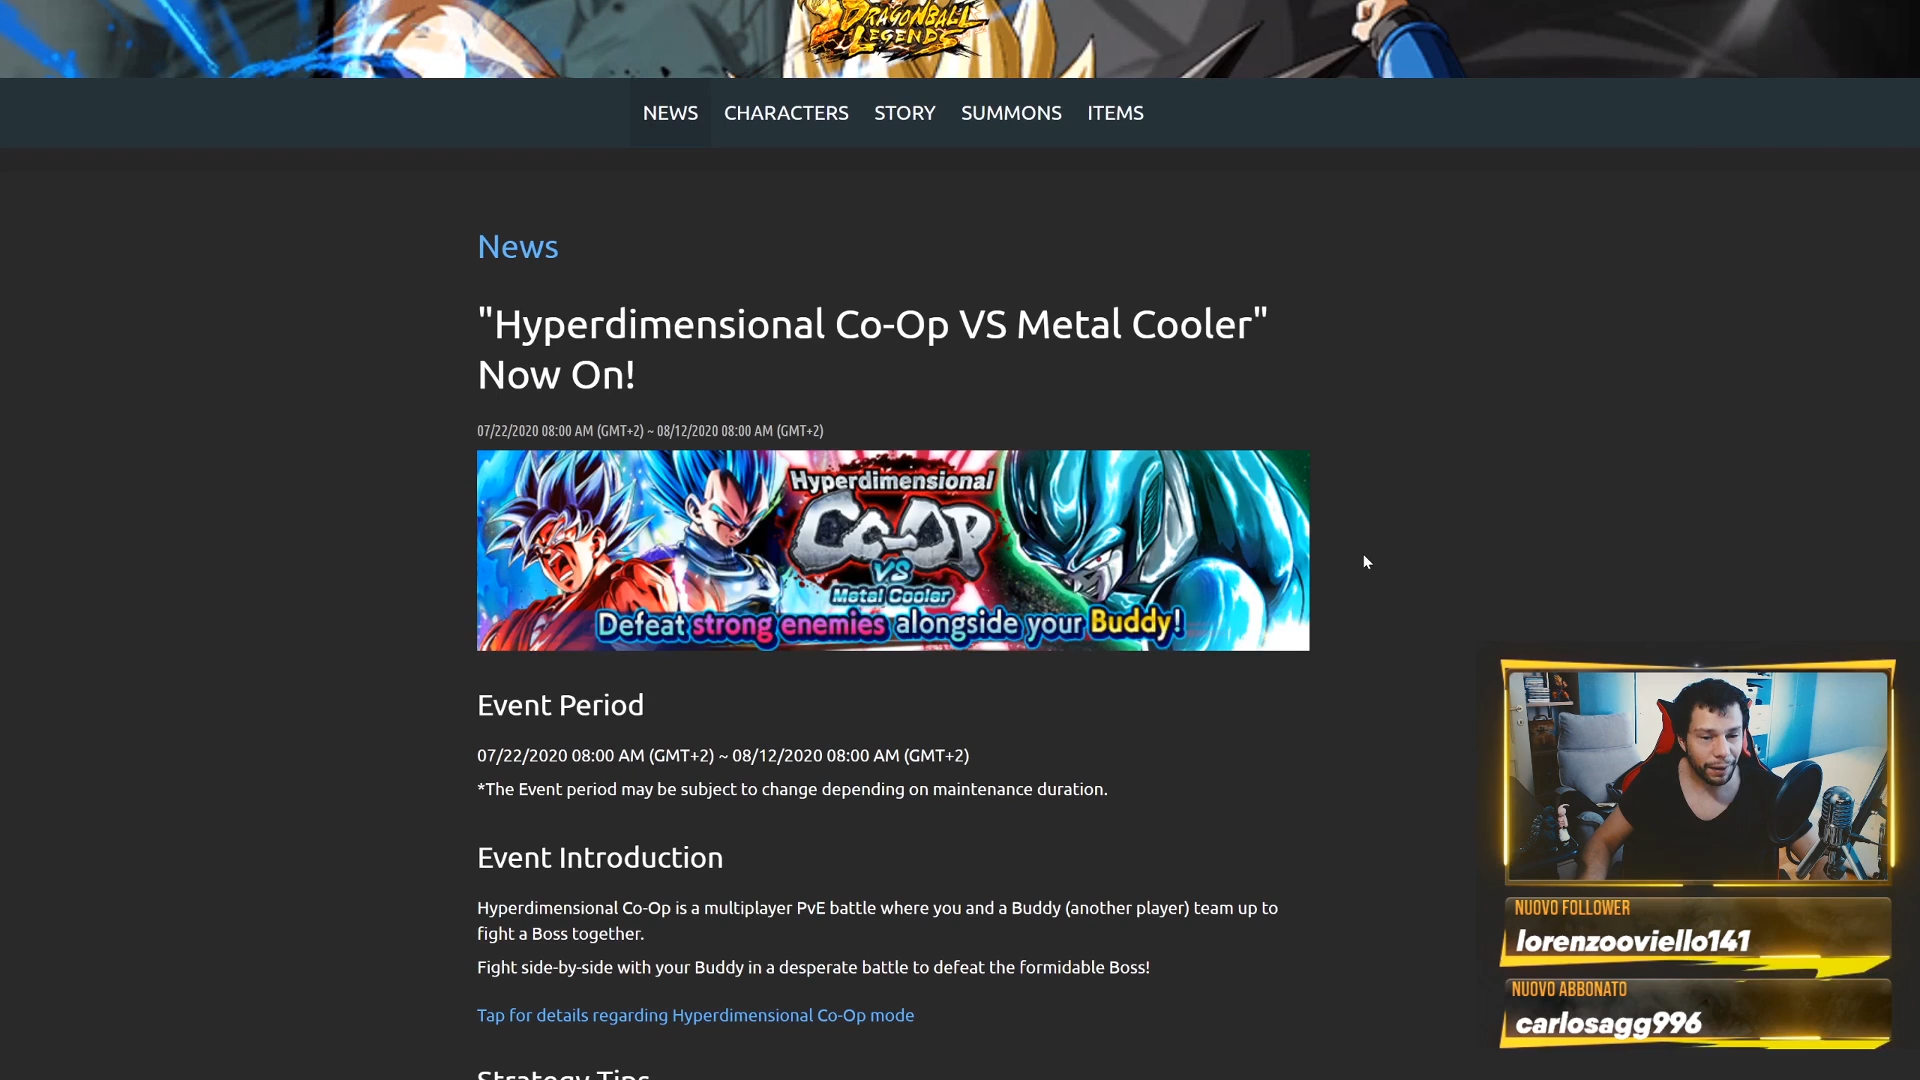 DRAGONBALL
LEGENDS
NEWS CHARACTERS STORY SUMMONS ITEMS
News
"Hyperdimensional Co-Op VS Metal Cooler"
Now On!
07/22/2020 08:00 AM (GMT+2) ~ 08/12/2020 08:00 AM (GMT+2)
Hyperdimensional
Co-Op
VS
Metal Cooler
Defeat strong enemies alongside your Buddy!
Event Period
07/22/2020 08:00 AM (GMT+2) ~ 08/12/2020 08:00 AM (GMT+2)
*The Event period may be subject to change depending on maintenance duration.
Event Introduction
Hyperdimensional Co-Op is a multiplayer PvE battle where you and a Buddy (another player) team up to
fight a Boss together.
Fight side-by-side with your Buddy in a desperate battle to defeat the formidable Boss!
Tap for details regarding Hyperdimensional Co-Op mode
Strategy Tips
NUOVO FOLLOWER
lorenzooviello141
NUOVO ABBONATO
carlosagg996